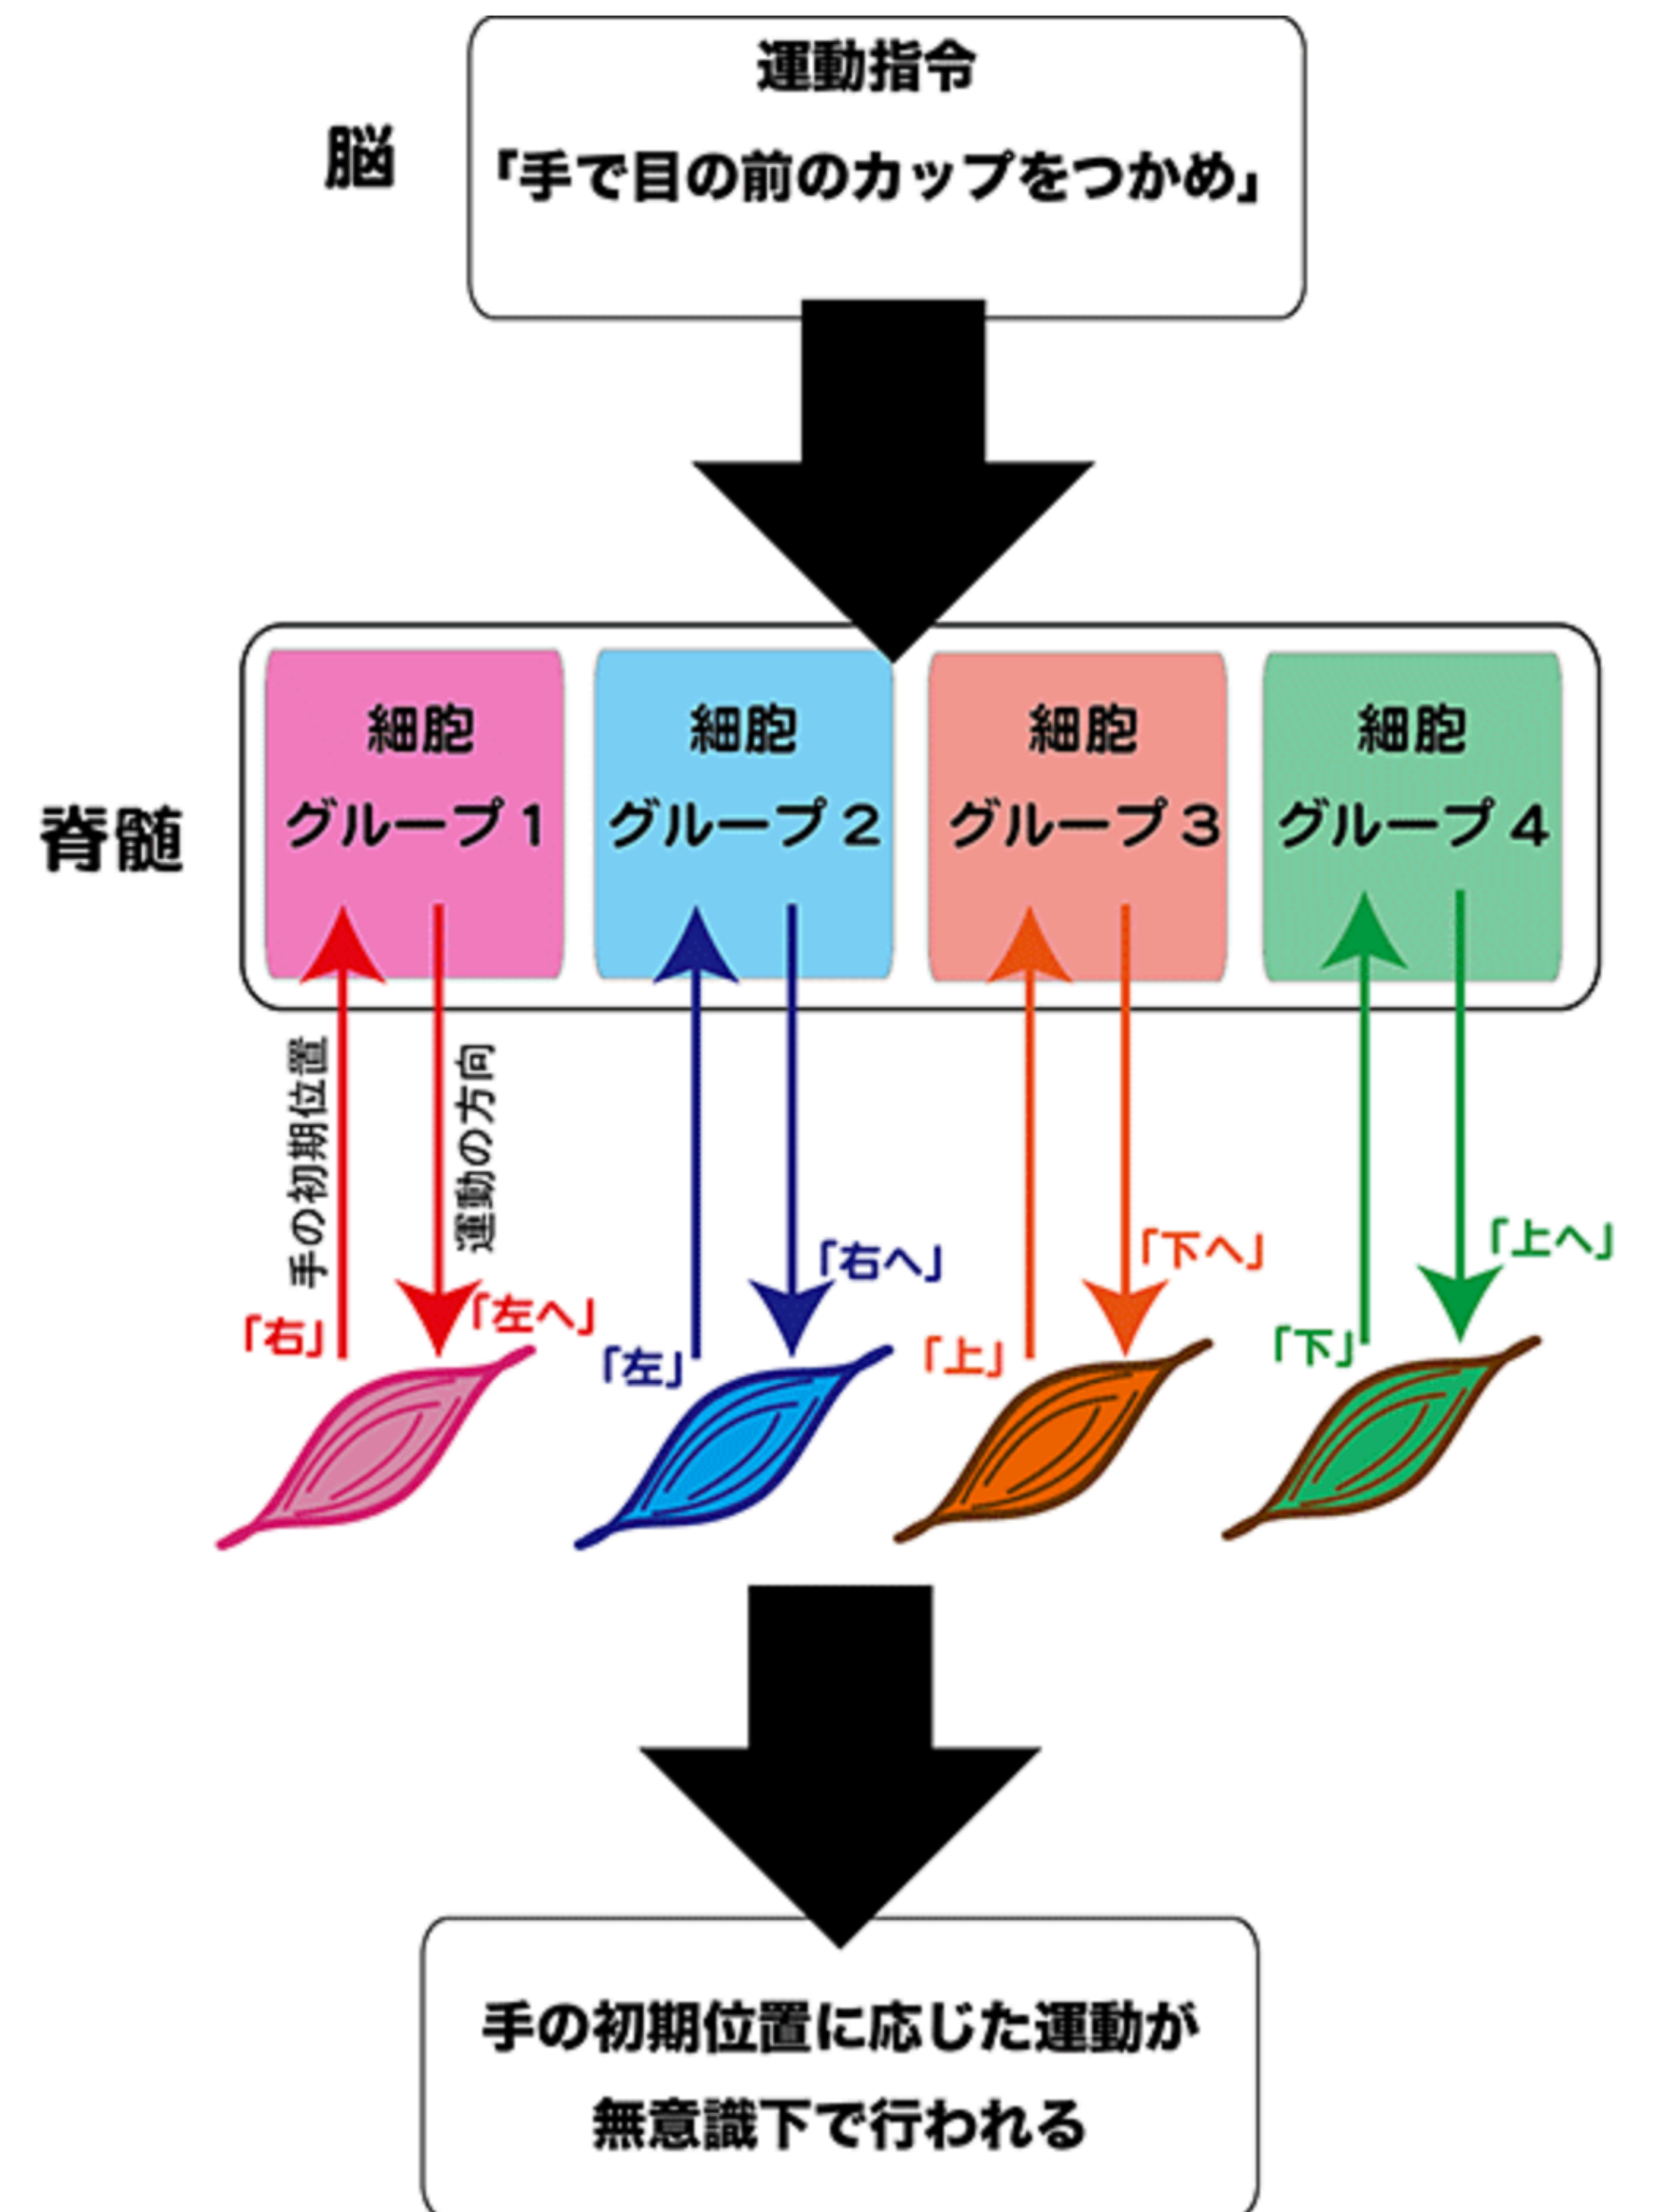 運動指令
脳
「手で目の前のカップをつかめ」
脊髄
細胞
グループ1
細胞
グループ2
細胞
グループ3
細胞
グループ4
手の初期位置
運動の方向
「右」
「左へ」
「左」
「右へ」
「上」
「下へ」
「下」
「上へ」
手の初期位置に応じた運動が
無意識下で行われる